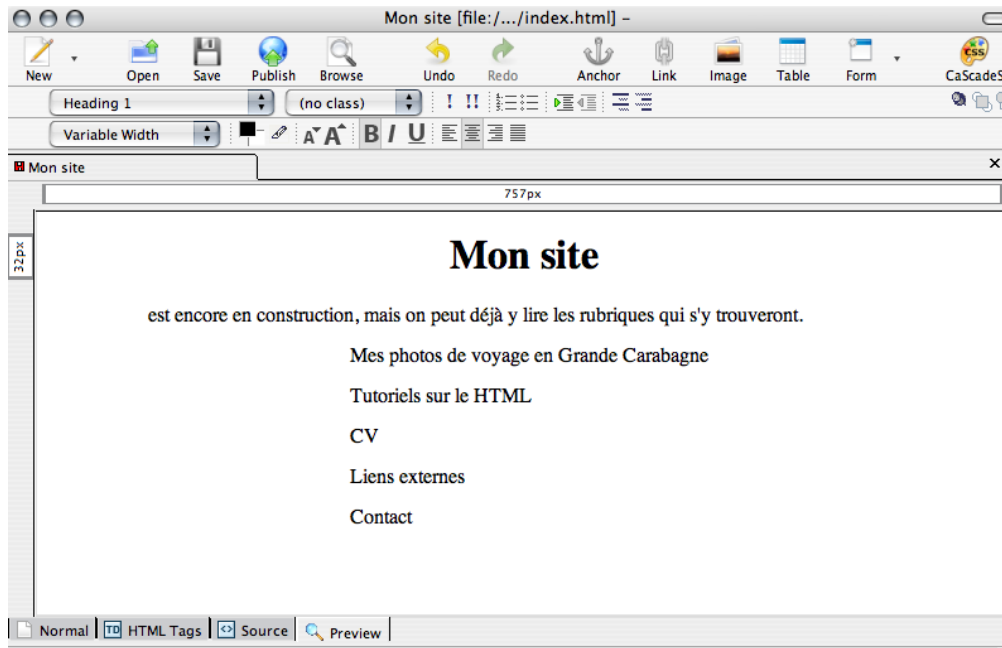 Mon site [file:/.../index.html] –
New Open Save Publish Browse Undo Redo Anchor Link Image Table Form CaScadeS
Heading 1 (no class) ! !!
Variable Width A A B I U
Mon site
757px
32px
Mon site
est encore en construction, mais on peut déjà y lire les rubriques qui s'y trouveront.
Mes photos de voyage en Grande Carabagne
Tutoriels sur le HTML
CV
Liens externes
Contact
Normal TD HTML Tags Source Preview